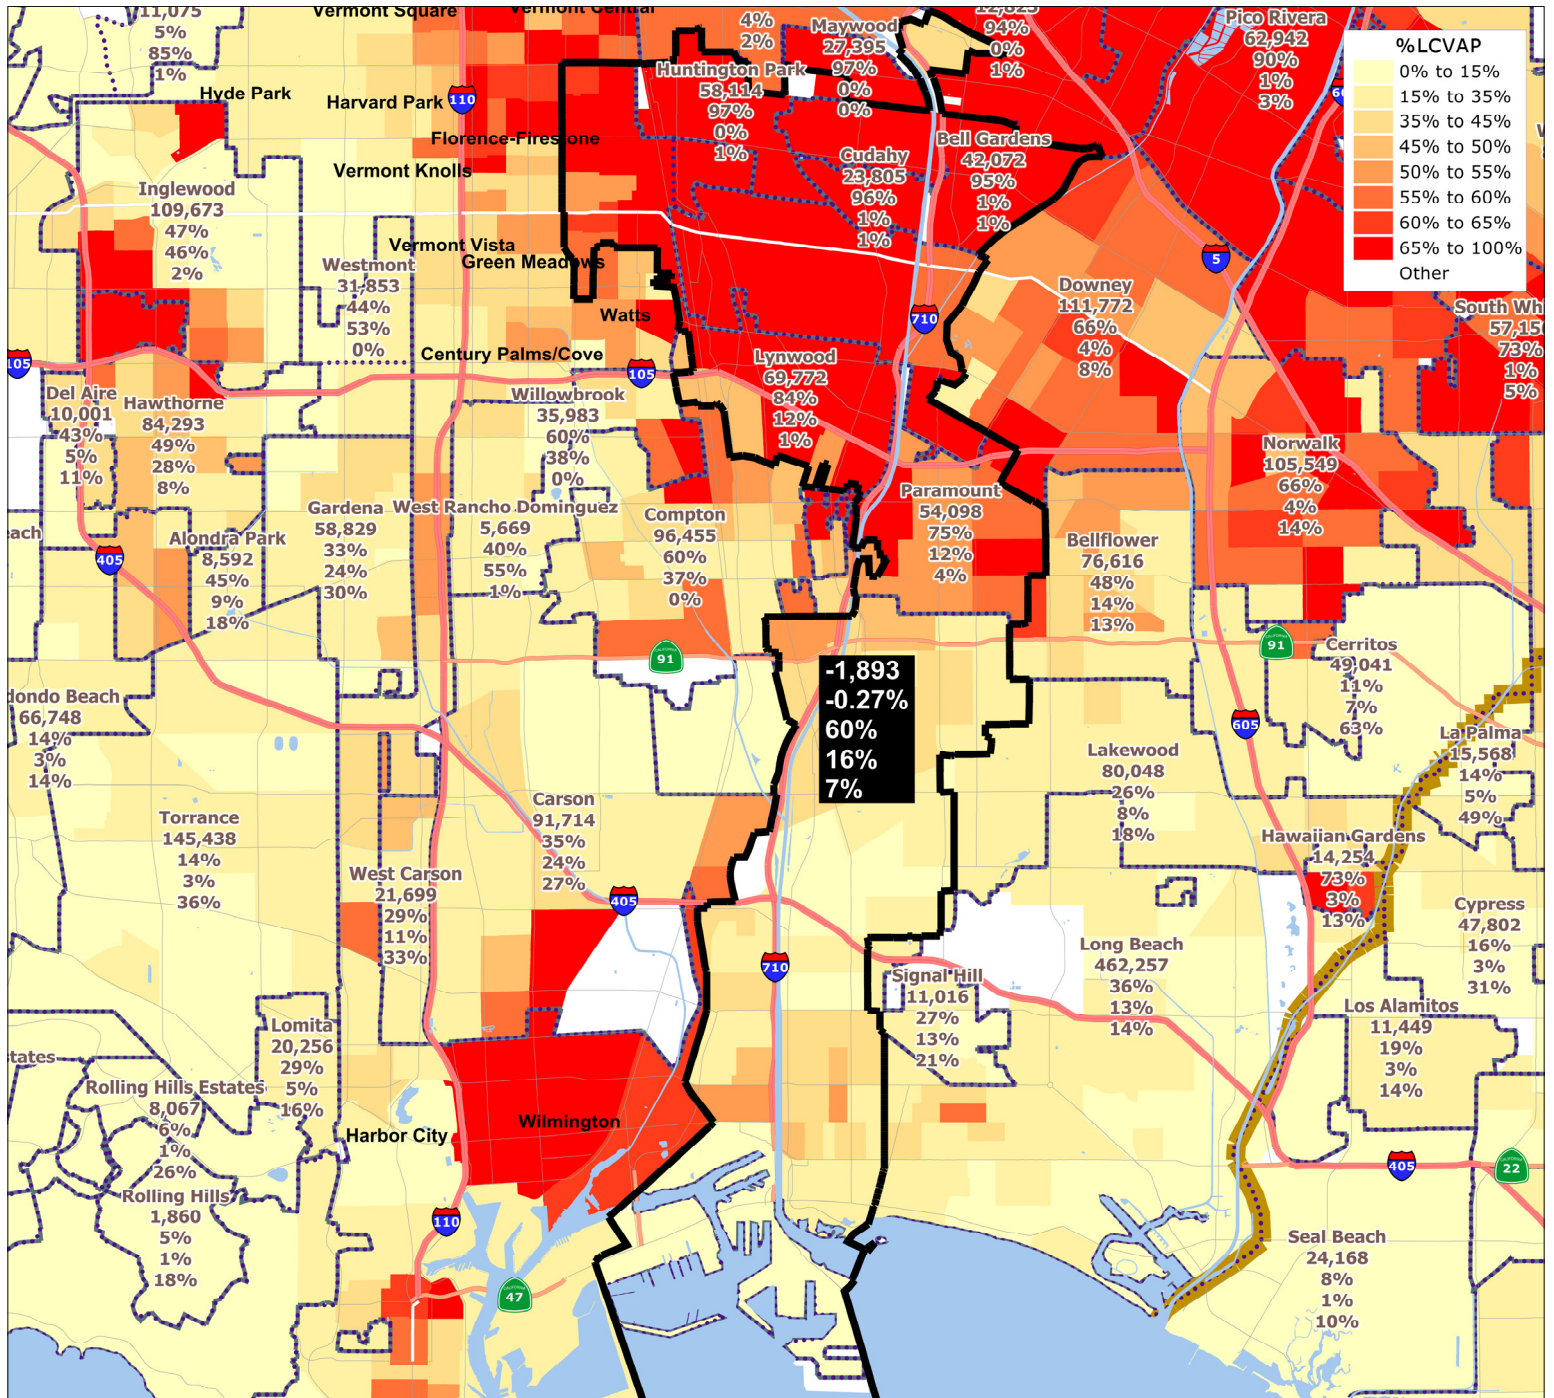 11,075
5%
85%
1%
Vermont Square
Vermont Central
4%
2%
Maywood
27,395
97%
0%
0%
12,823
94%
0%
1%
Pico Rivera
62,942
90%
1%
3%
%LCVAP
0% to 15%
15% to 35%
35% to 45%
45% to 50%
50% to 55%
55% to 60%
60% to 65%
65% to 100%
Other
Hyde Park
Harvard Park
110
Huntington Park
58,114
97%
0%
1%
Florence-Firestone
Vermont Knolls
Cudahy
23,805
96%
1%
1%
Bell Gardens
42,072
95%
1%
1%
Inglewood
109,673
47%
46%
2%
Westmont
31,853
44%
53%
0%
Vermont Vista
Green Meadows
Watts
Century Palms/Cove
5
710
Downey
111,772
66%
4%
8%
South Whi
57,156
73%
1%
5%
105
105
Lynwood
69,772
84%
12%
1%
Del Aire
10,001
43%
5%
11%
Hawthorne
84,293
49%
28%
8%
Willowbrook
35,983
60%
38%
0%
Norwalk
105,549
66%
4%
14%
each
405
Alondra Park
8,592
45%
9%
18%
Gardena
58,829
33%
24%
30%
West Rancho Dominguez
5,669
40%
55%
1%
Compton
96,455
60%
37%
0%
Paramount
54,098
75%
12%
4%
Bellflower
76,616
48%
14%
13%
CALIFORNIA
91
CALIFORNIA
91
Cerritos
49,041
11%
7%
63%
-1,893
-0.27%
60%
16%
7%
dondo Beach
66,748
14%
3%
14%
605
La Palma
15,568
14%
5%
49%
Lakewood
80,048
26%
8%
18%
Torrance
145,438
14%
3%
36%
Carson
91,714
35%
24%
27%
Hawaiian Gardens
14,254
73%
3%
13%
West Carson
21,699
29%
11%
33%
405
Cypress
47,802
16%
3%
31%
710
Signal Hill
11,016
27%
13%
21%
Long Beach
462,257
36%
13%
14%
Los Alamitos
11,449
19%
3%
14%
Lomita
20,256
29%
5%
16%
states
Rolling Hills Estates
8,067
6%
1%
26%
Wilmington
Harbor City
405
CALIFORNIA
22
Rolling Hills
1,860
5%
1%
18%
110
Seal Beach
24,168
8%
1%
10%
CALIFORNIA
47